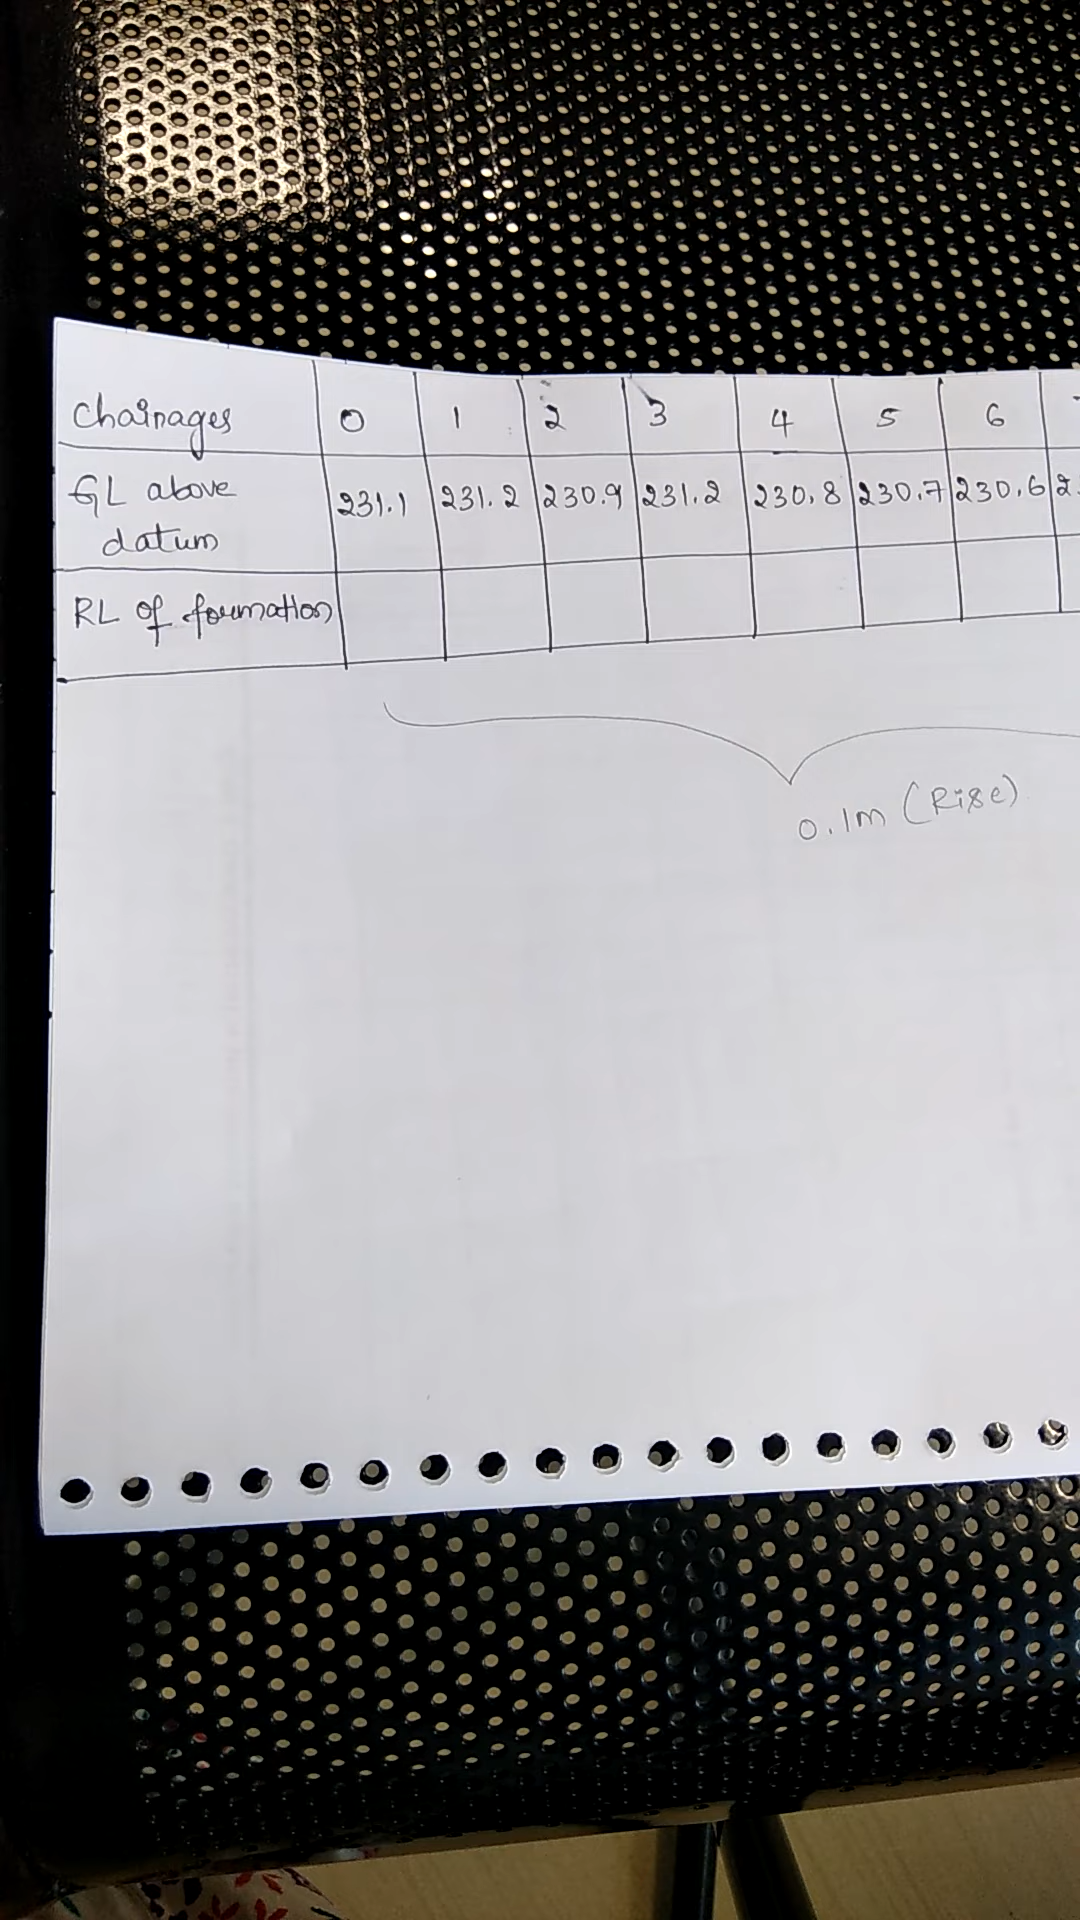 Chainages 0 1 2 3 4 5 6
GL above datum 231.1 231.2 230.9 231.2 230.8 230.7 230.6 2
RL of formation
0.1m (Rise)